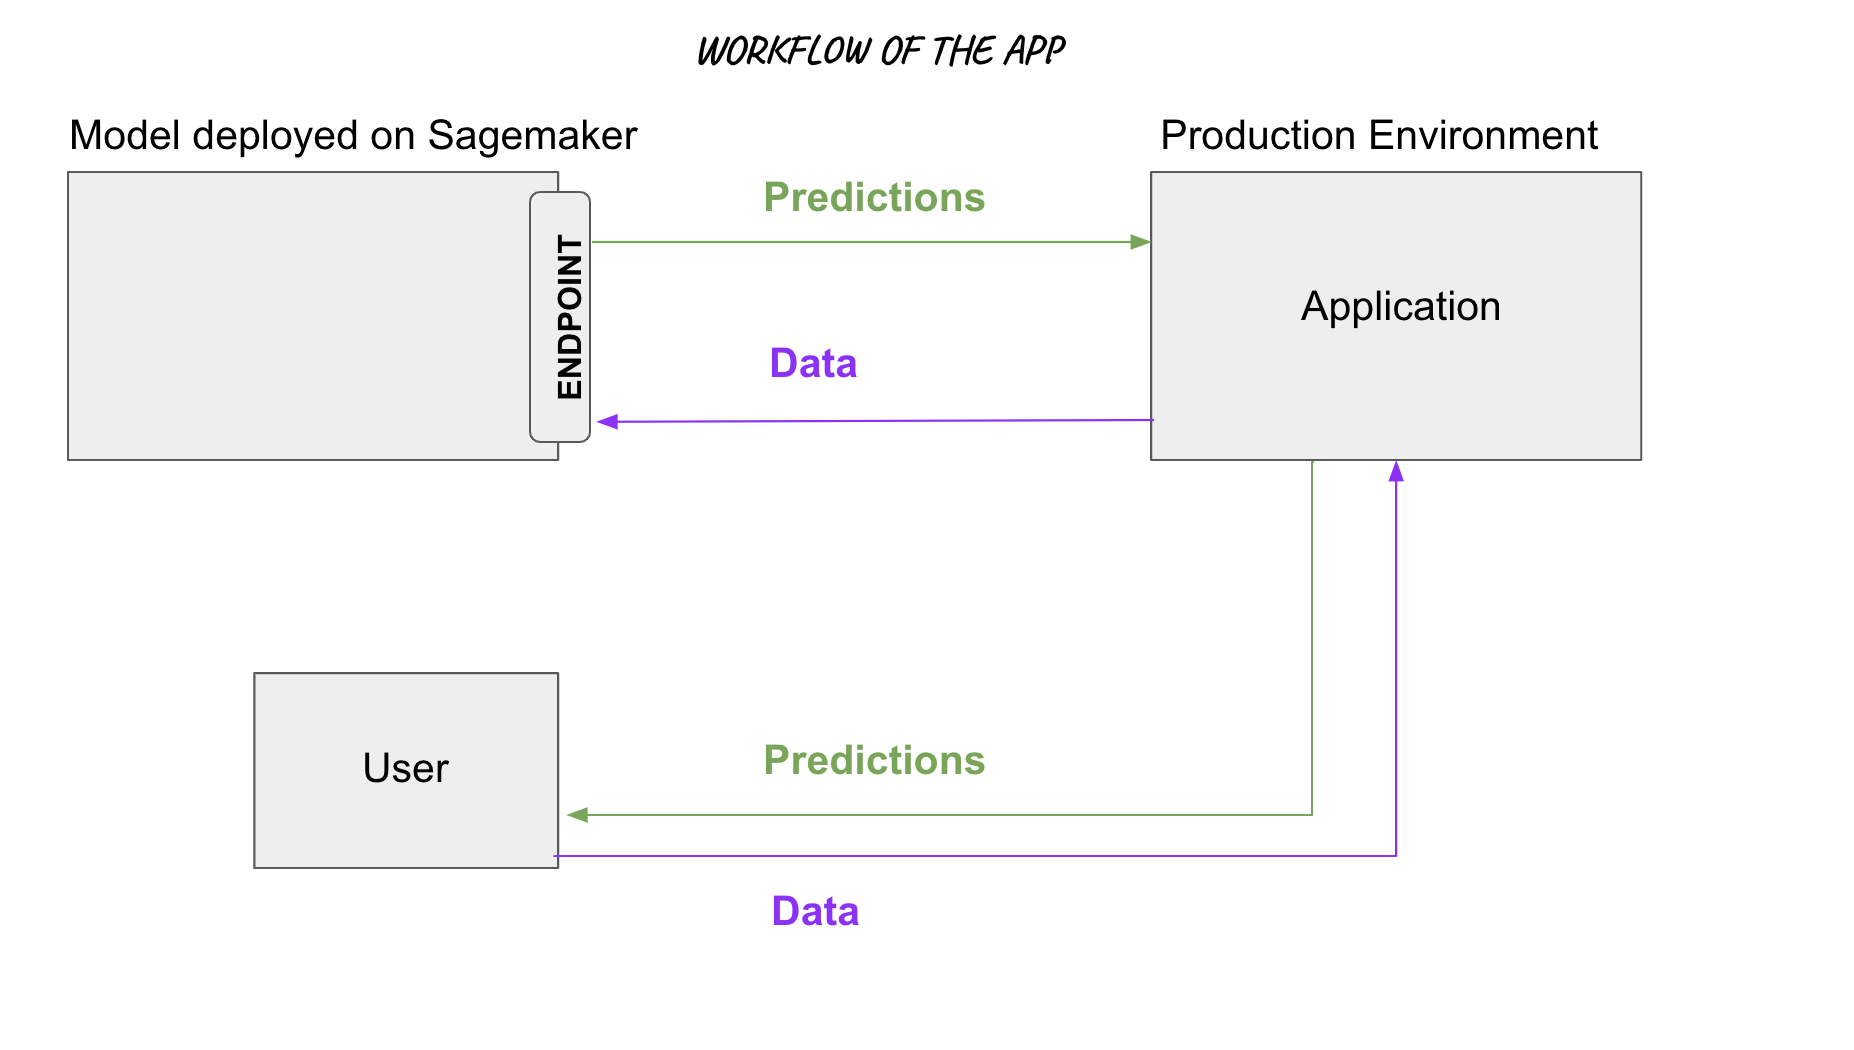 WORKFLOW OF THE APP
Model deployed on Sagemaker
Production Environment
Predictions
ENDPOINT
Application
Data
User
Predictions
Data